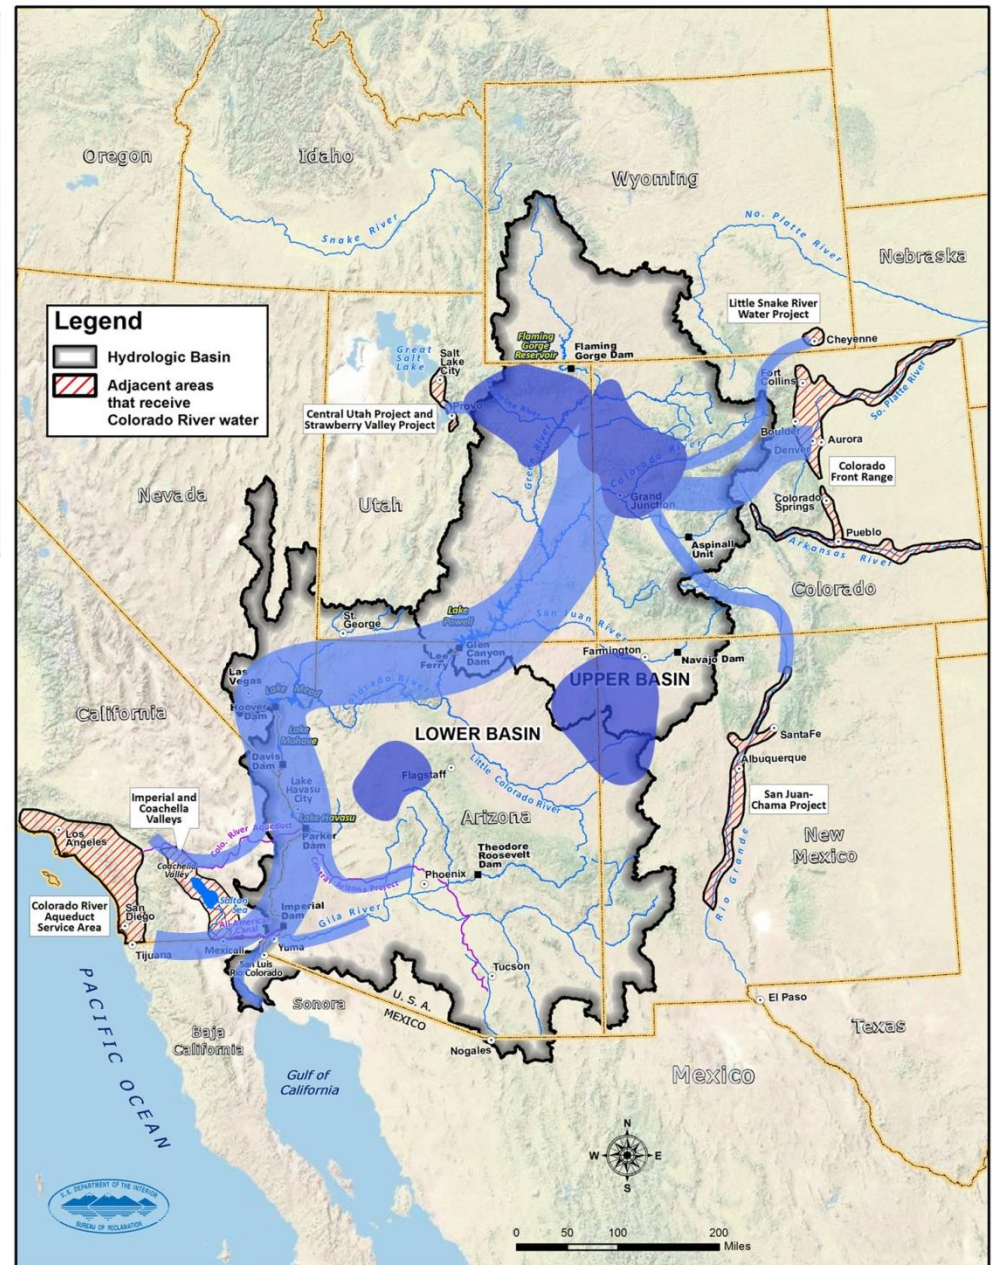 Oregon
Idaho
Wyoming
Snake River
No. Platte River
Nebraska
Legend
Hydrologic Basin
Adjacent areas
that receive
Colorado River water
Great
Salt
Lake
Salt
Lake
City
Flaming
Gorge
Reservoir
Flaming
Gorge Dam
Little Snake River
Water Project
Cheyenne
Fort
Collins
So. Platte River
Central Utah Project and
Strawberry Valley Project
Provo
Green River
Colorado River
Boulder
Denver
Aurora
Colorado
Front Range
Grand
Junction
Colorado
Springs
Pueblo
Arkansas River
Aspinall
Unit
Nevada
Utah
Colorado
St.
George
Lake
Powell
San Juan River
Lee
Ferry
Glen
Canyon
Dam
Farmington
Navajo Dam
UPPER BASIN
Las
Vegas
Lake Mead
Colorado River
Hoover
Dam
California
Lake
Mohave
LOWER BASIN
SantaFe
Davis
Dam
Flagstaff
Little Colorado River
Albuquerque
Lake
Havasu
City
Imperial and
Coachella
Valleys
San Juan-
Chama Project
Lake Havasu
Arizona
New
Mexico
Los
Angeles
Colo. River Aqueduct
Parker
Dam
Central Arizona Project
Theodore
Roosevelt
Dam
Coachella
Valley
Phoenix
Rio Grande
Colorado River
Aqueduct
Service Area
San
Diego
Salton
Sea
Imperial
Dam
Gila River
All-American
Canal
Tijuana
Mexicali
Yuma
San Luis
Rio Colorado
Tucson
Sonora
U. S. A.
MEXICO
El Paso
Texas
Baja
California
Nogales
Mexico
PACIFIC OCEAN
Gulf of
California
N
W E
S
U.S. DEPARTMENT OF THE INTERIOR
BUREAU OF RECLAMATION
0 50 100 200
Miles